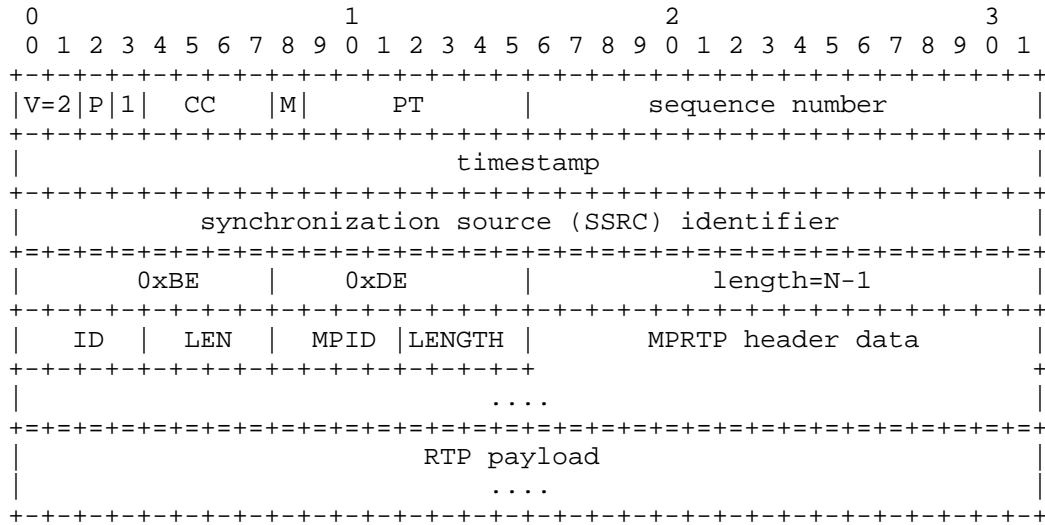 0                   1                   2                   3
 0 1 2 3 4 5 6 7 8 9 0 1 2 3 4 5 6 7 8 9 0 1 2 3 4 5 6 7 8 9 0 1
+-+-+-+-+-+-+-+-+-+-+-+-+-+-+-+-+-+-+-+-+-+-+-+-+-+-+-+-+-+-+-+-+
|V=2|P|1|  CC   |M|     PT      |       sequence number         |
+-+-+-+-+-+-+-+-+-+-+-+-+-+-+-+-+-+-+-+-+-+-+-+-+-+-+-+-+-+-+-+-+
|                           timestamp                           |
+-+-+-+-+-+-+-+-+-+-+-+-+-+-+-+-+-+-+-+-+-+-+-+-+-+-+-+-+-+-+-+-+
|           synchronization source (SSRC) identifier            |
+=+=+=+=+=+=+=+=+=+=+=+=+=+=+=+=+=+=+=+=+=+=+=+=+=+=+=+=+=+=+=+=+
|       0xBE    |    0xDE       |           length=N-1          |
+-+-+-+-+-+-+-+-+-+-+-+-+-+-+-+-+-+-+-+-+-+-+-+-+-+-+-+-+-+-+-+-+
|   ID  |  LEN  |  MPID |LENGTH |       MPRTP header data       |
+-+-+-+-+-+-+-+-+-+-+-+-+-+-+-+-+                               +
|                             ....                              |
+=+=+=+=+=+=+=+=+=+=+=+=+=+=+=+=+=+=+=+=+=+=+=+=+=+=+=+=+=+=+=+=+
|                         RTP payload                           |
|                             ....                              |
+-+-+-+-+-+-+-+-+-+-+-+-+-+-+-+-+-+-+-+-+-+-+-+-+-+-+-+-+-+-+-+-+